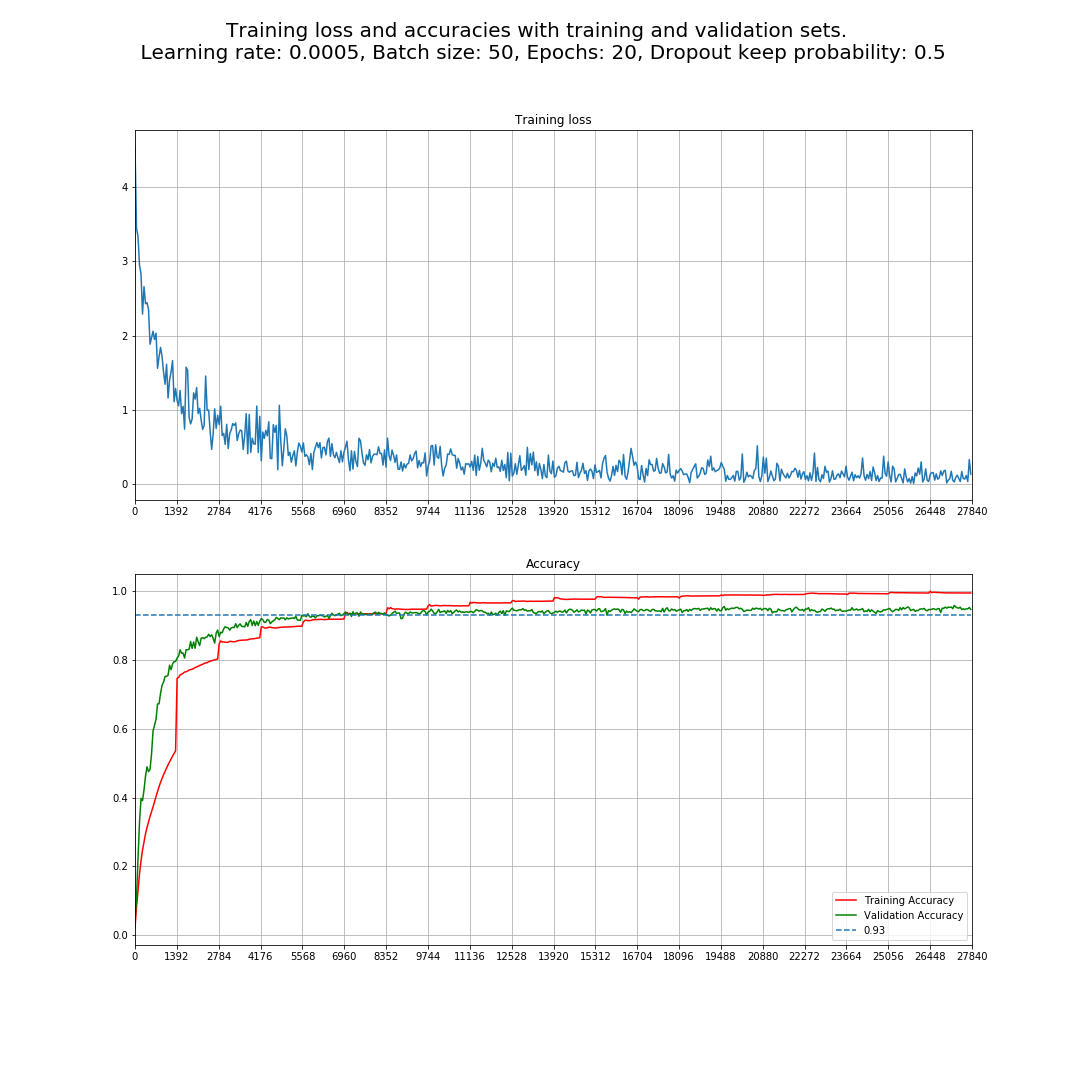 Training loss and accuracies with training and validation sets.
Learning rate: 0.0005, Batch size: 50, Epochs: 20, Dropout keep probability: 0.5
Training loss
4
3
2
1
0
0 1392 2784 4176 5568 6960 8352 9744 11136 12528 13920 15312 16704 18096 19488 20880 22272 23664 25056 26448 27840
Accuracy
1.0
0.8
0.6
0.4
0.2
0.0
Training Accuracy
Validation Accuracy
0.93
0 1392 2784 4176 5568 6960 8352 9744 11136 12528 13920 15312 16704 18096 19488 20880 22272 23664 25056 26448 27840